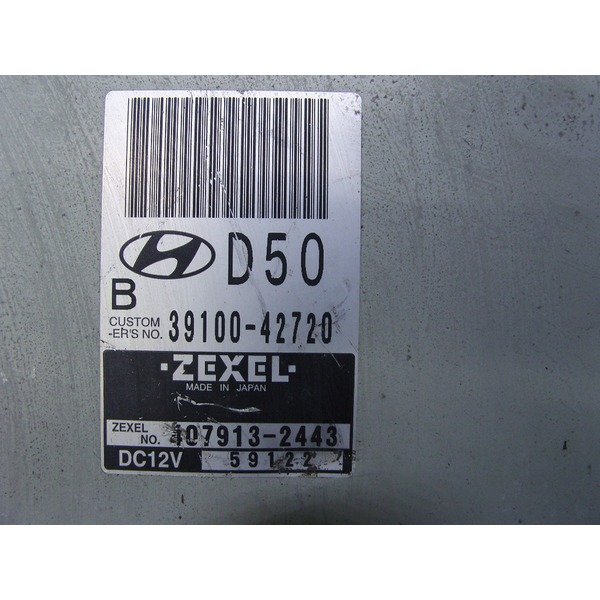 D50
B
CUSTOM
-ER'S NO. 39100-42720
·ZEXEL·
MADE IN JAPAN
ZEXEL
NO. 407913-2443
DC12V 59122